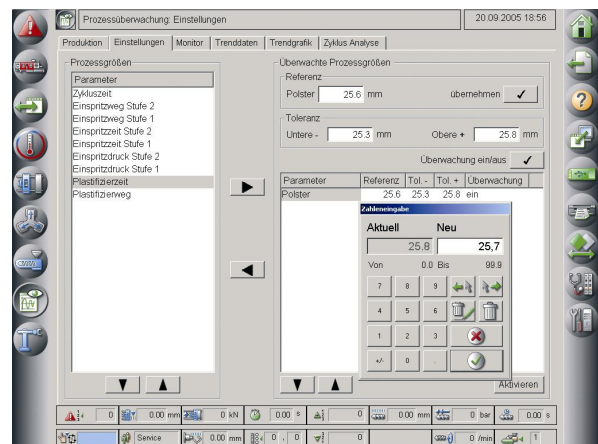 Prozessüberwachung: Einstellungen
20.09.2005 18:56
Produktion Einstellungen Monitor Trenddaten Trendgrafik Zyklus Analyse
Prozessgrößen
Parameter
Zykluszeit
Einspritzweg Stufe 2
Einspritzweg Stufe 1
Einspritzzeit Stufe 2
Einspritzzeit Stufe 1
Einspritzdruck Stufe 2
Einspritzdruck Stufe 1
Plastifizierzeit
Plastifizierweg
Überwachte Prozessgrößen
Referenz
Polster 25.6 mm übernehmen
Toleranz
Untere - 25.3 mm Obere + 25.8 mm
Überwachung ein/aus
Parameter Referenz Tol. - Tol. + Überwachung
Polster 25.6 25.3 25.8 ein
Zahleneingabe
Aktuell Neu
25.8 25,7
Von 0.0 Bis 99.9
7 8 9
4 5 6
1 2 3
+/- 0 .
Aktivieren
0 0.00 mm 0 kN 0.00 s 0 0.00 mm 0 bar 0.00 s
Service 0.00 mm 0 . 0 0 0 /min 1